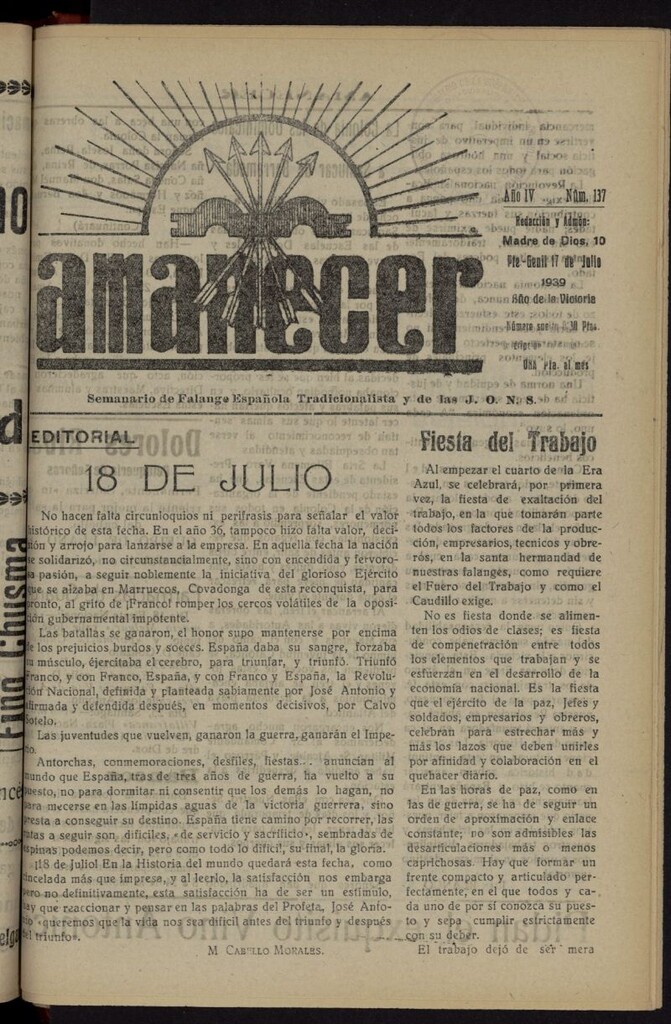 amanecer
Año IV Núm. 137
Redacción y Admón:
Madre de Dios, 10
Pte-Genil 17 de Julio
1939
Año de la Victoria
Una Pta. al mes
Semanario de Falange Española Tradicionalista y de las J. O. N. S.
EDITORIAL
18 DE JULIO
No hacen falta circunloquios ni perífrasis para señalar el valor
histórico de esta fecha. En el año 36, tampoco hizo falta valor, deci-
ión y arrojo para lanzarse a la empresa. En aquella fecha la nación
e solidarizó, no circunstancialmente, sino con encendida y fervoro-
a pasión, a seguir noblemente la iniciativa del glorioso Ejército
que se alzaba en Marruecos, Covadonga de esta reconquista, para
pronto, al grito de ¡Franco! romper los cercos volátiles de la oposi-
ión gubernamental impotente.
Las batallas se ganaron, el honor supo mantenerse por encima
de los prejuicios burdos y soeces. España daba su sangre, forzaba
u músculo, ejércitaba el cerebro, para triunfar, y triunfó. Triunfó
Franco, y con Franco, España, y con Franco y España, la Revolu-
ión Nacional, definida y planteada sabiamente por José Antonio y
firmada y defendida después, en momentos decisivos, por Calvo
Sotelo.
Las juventudes que vuelven, ganaron la guerra, ganarán el Impe-
o.
Antorchas, conmemoraciones, desfiles, fiestas... anuncian al
mundo que España, tras de tres años de guerra, ha vuelto a su
puesto, no para dormitar ni consentir que los demás lo hagan, no
para mecerse en las límpidas aguas de la victoria guerrera, sino
presta a conseguir su destino. España tiene camino por recorrer, las
utas a seguir son, difíciles, «de servicio y sacrificio», sembradas de
spinas podemos decir, pero como todo lo difícil, su final, la gloria.
¡18 de Julio! En la Historia del mundo quedará esta fecha, como
incelada más que impresa, y al leerlo, la satisfacción nos embarga
pero no definitivamente, esta satisfacción ha de ser un estímulo,
ay que reaccionar y pensar en las palabras del Profeta, José Anto-
«queremos que la vida nos sea difícil antes del triunfo y después
el triunfo».
M CABELLO MORALES.
Fiesta del Trabajo
Al empezar el cuarto de la Era
Azul, se celebrará, por primera
vez, la fiesta de exaltación del
trabajo, en la que tomarán parte
todos los factores de la produc-
ción, empresarios, tecnicos y obre-
rós, en la santa hermandad de
nuestras falanges, como requiere
el Fuero del Trabajo y como el
Caudillo exige.
No es fiesta donde se alimen-
ten los odios de clases; es fiesta
de compenetración entre todos
los elementos que trabajan y se
esfuerzan en el desarrollo de la
economía nacional. Es la fiesta
que el ejército de la paz, Jefes y
soldados, empresarios y obreros,
celebran para estrechar más y
más los lazos que deben unirles
por afinidad y colaboración en el
quehacer diario.
En las horas de paz, como en
las de guerra, se ha de seguir un
orden de aproximación y enlace
constante; no son admisibles las
desarticulaciones más o menos
caprichosas. Hay que formar un
frente compacto y articulado per-
fectamente, en el que todos y ca-
da uno de por sí conozca su pues-
to y sepa cumplir estrictamente
con su deber.
El trabajo dejó de ser mera